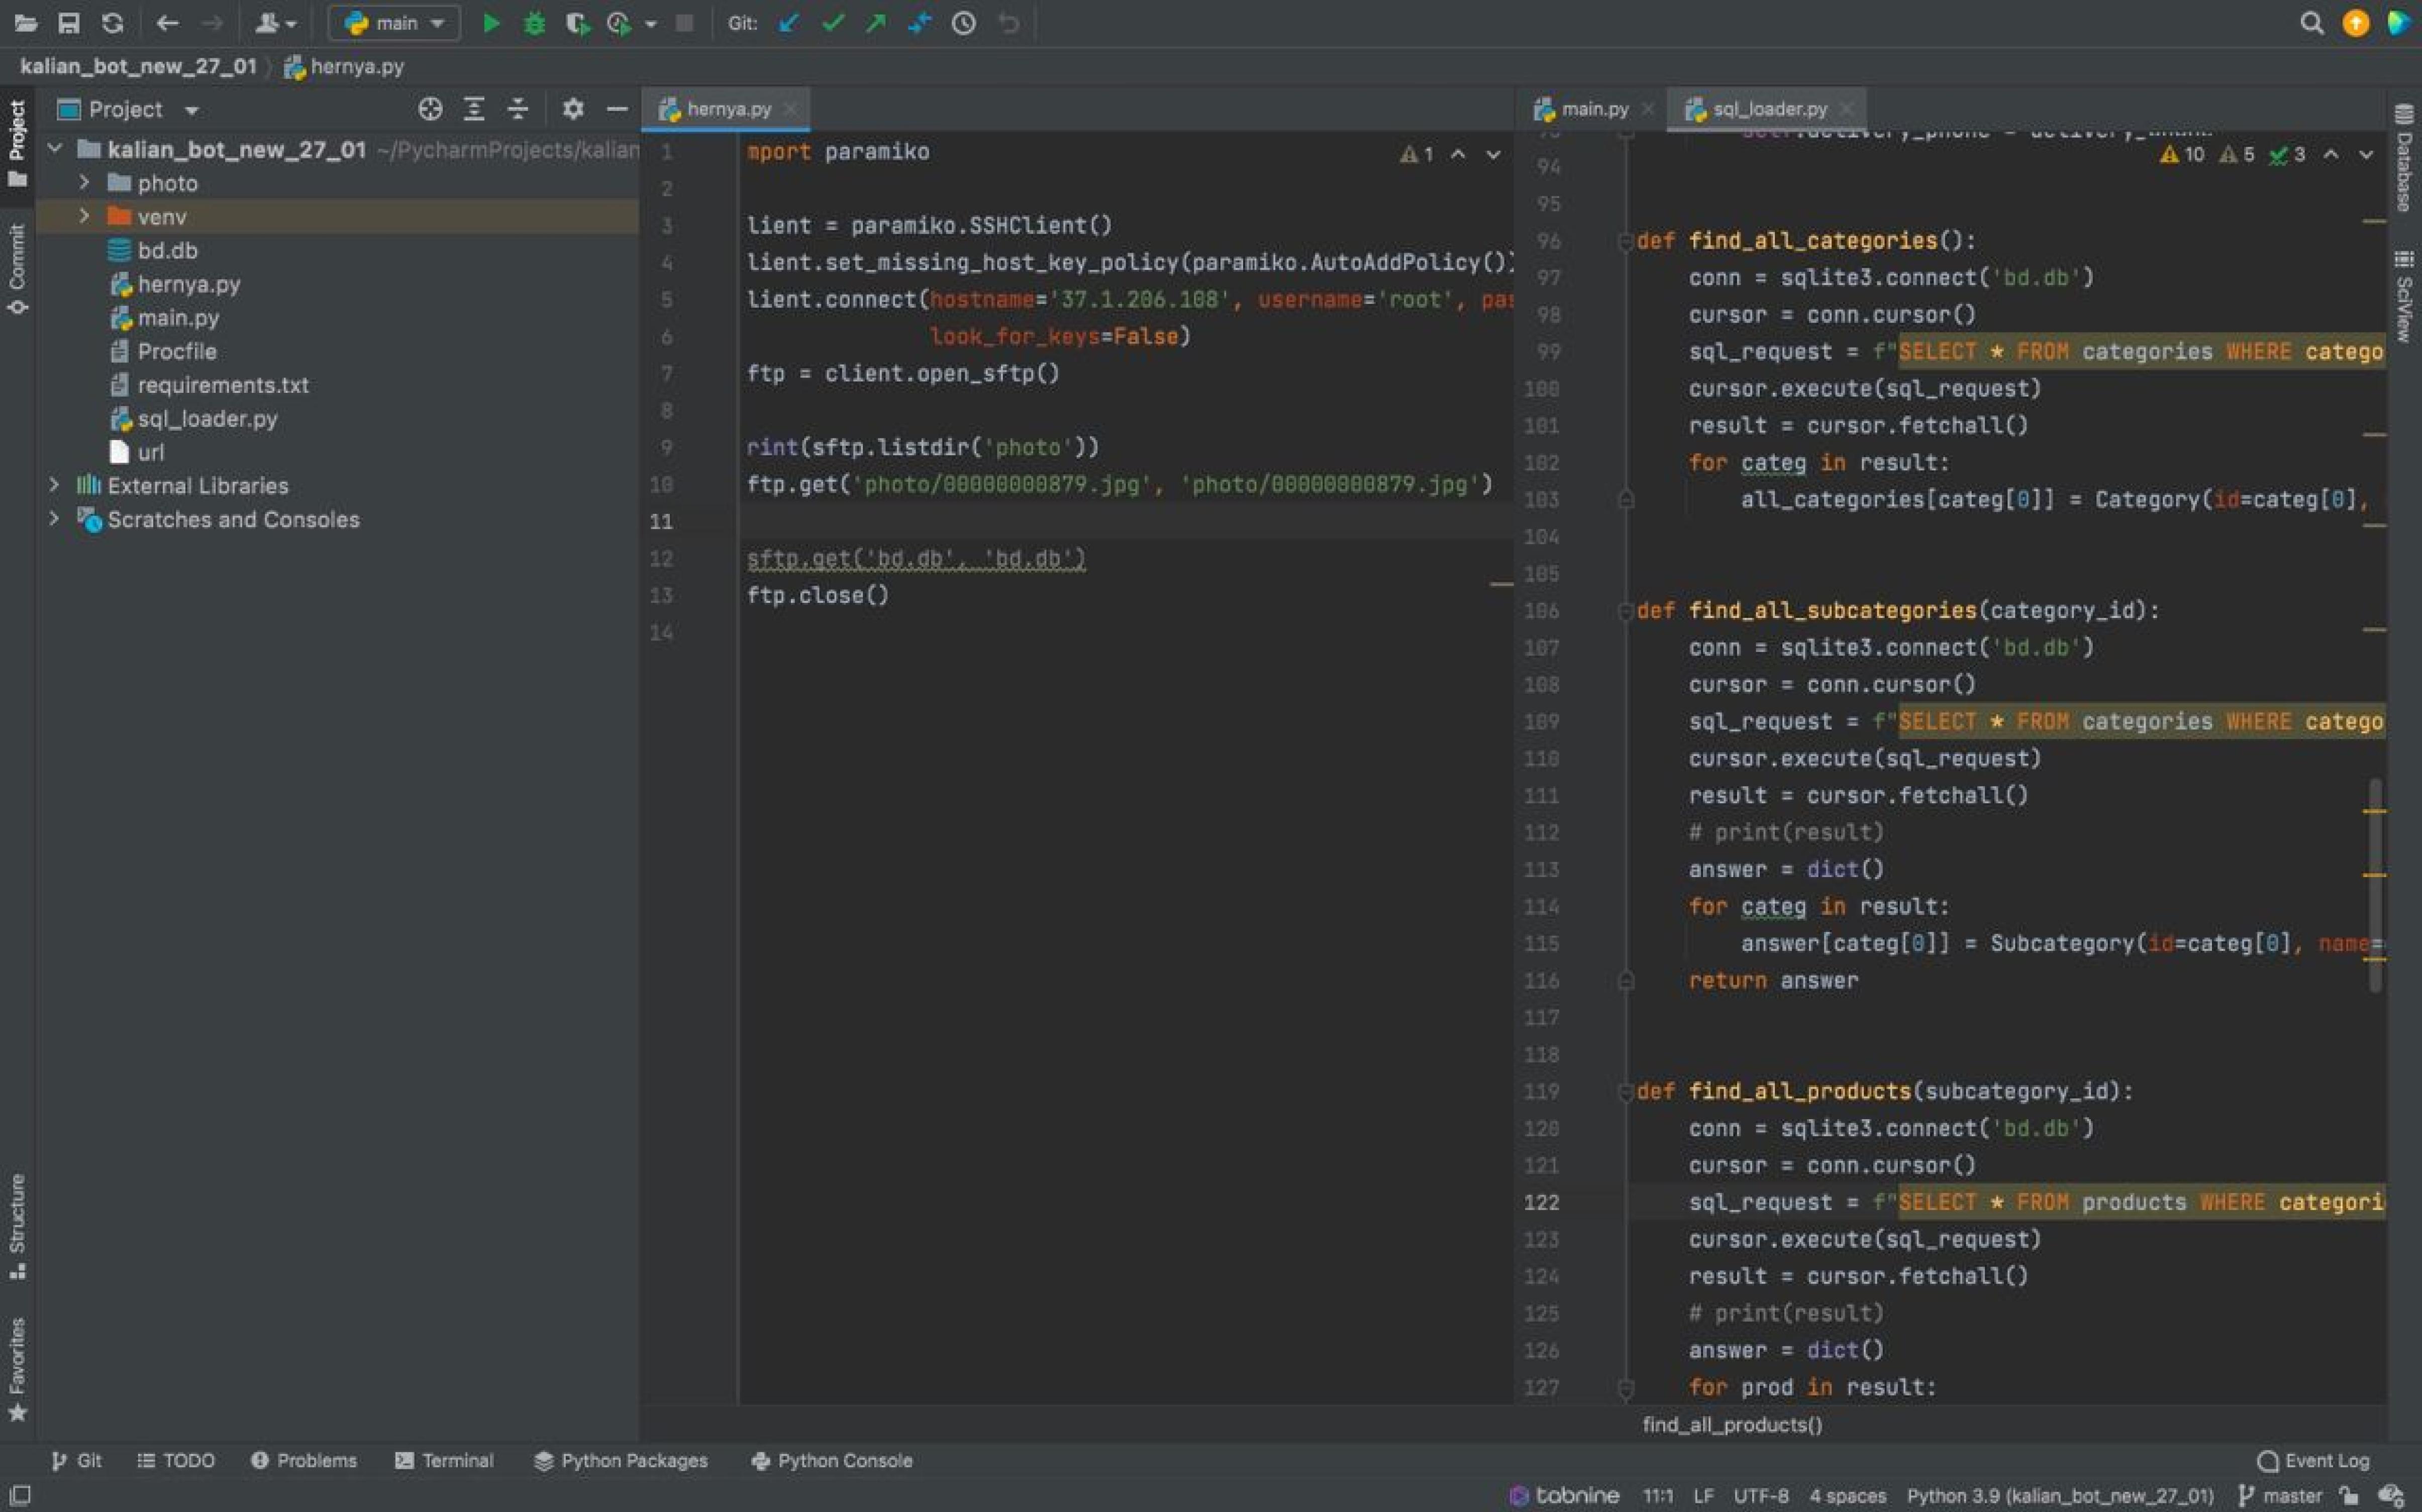 main
Git:
kalian_bot_new_27_01
hernya.py
Project
Commit
Structure
Favorites
Project
kalian_bot_new_27_01 ~/PycharmProjects/kalian
photo
venv
bd.db
hernya.py
main.py
Procfile
requirements.txt
sql_loader.py
url
External Libraries
Scratches and Consoles
hernya.py
1
1 mport paramiko
2
3 lient = paramiko.SSHClient()
4 lient.set_missing_host_key_policy(paramiko.AutoAddPolicy())
5 lient.connect(hostname='37.1.206.108', username='root', pas
6 look_for_keys=False)
7 ftp = client.open_sftp()
8
9 rint(sftp.listdir('photo'))
10 ftp.get('photo/00000000879.jpg', 'photo/00000000879.jpg')
11
12 sftp.get('bd.db', 'bd.db')
13 ftp.close()
14
main.py
sql_loader.py
10 5 3
94
95
96 def find_all_categories():
97 conn = sqlite3.connect('bd.db')
98 cursor = conn.cursor()
99 sql_request = f"SELECT * FROM categories WHERE catego
100 cursor.execute(sql_request)
101 result = cursor.fetchall()
102 for categ in result:
103 all_categories[categ[0]] = Category(id=categ[0],
104
105
106 def find_all_subcategories(category_id):
107 conn = sqlite3.connect('bd.db')
108 cursor = conn.cursor()
109 sql_request = f"SELECT * FROM categories WHERE catego
110 cursor.execute(sql_request)
111 result = cursor.fetchall()
112 # print(result)
113 answer = dict()
114 for categ in result:
115 answer[categ[0]] = Subcategory(id=categ[0], name=
116 return answer
117
118
119 def find_all_products(subcategory_id):
120 conn = sqlite3.connect('bd.db')
121 cursor = conn.cursor()
122 sql_request = f"SELECT * FROM products WHERE categori
123 cursor.execute(sql_request)
124 result = cursor.fetchall()
125 # print(result)
126 answer = dict()
127 for prod in result:
find_all_products()
Database
SciView
Git
TODO
Problems
Terminal
Python Packages
Python Console
Event Log
tabnine
11:1 LF UTF-8 4 spaces Python 3.9 (kalian_bot_new_27_01) master